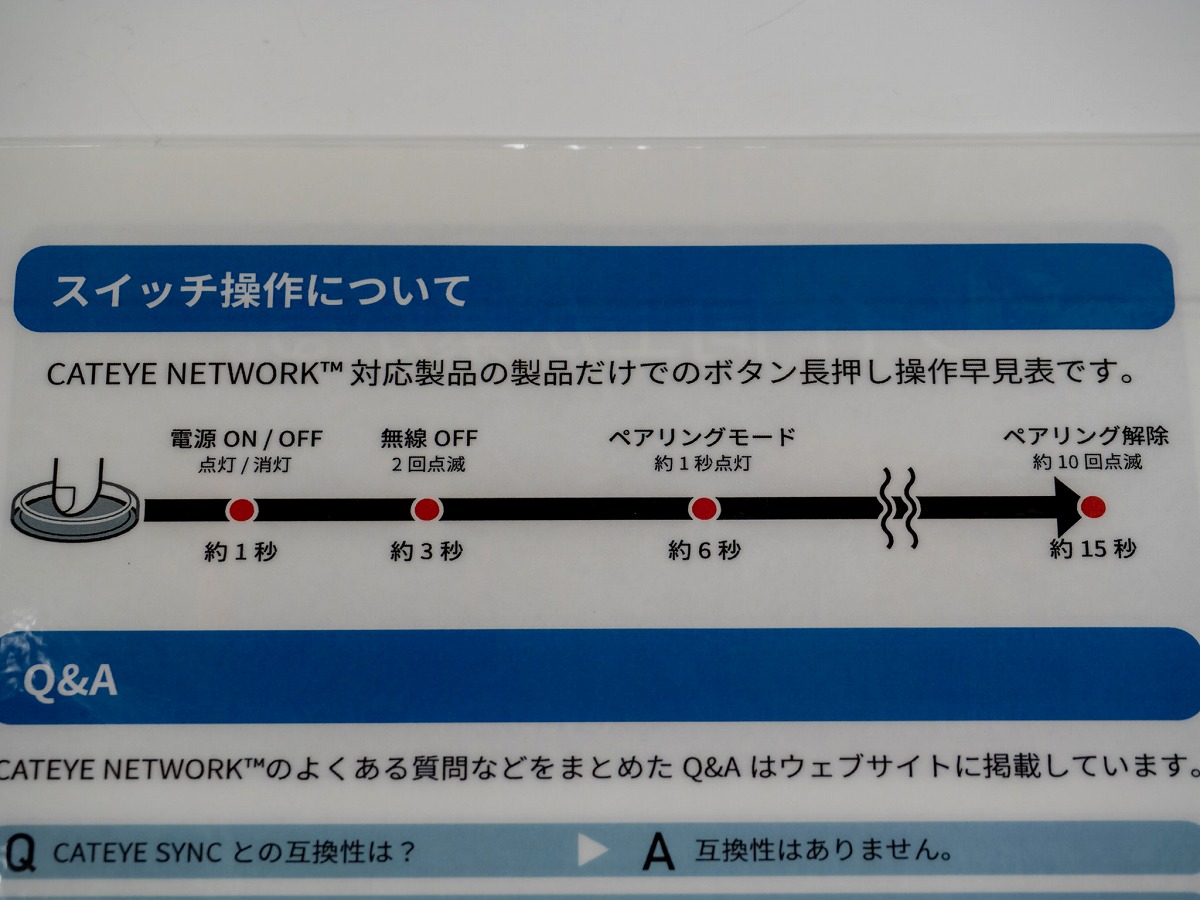 スイッチ操作について
CATEYE NETWORK™ 対応製品の製品だけでのボタン長押し操作早見表です。
電源 ON / OFF
点灯 / 消灯
無線 OFF
2 回点滅
ペアリングモード
約 1 秒点灯
ペアリング解除
約 10 回点滅
約 1 秒
約 3 秒
約 6 秒
約 15 秒
Q&A
CATEYE NETWORK™のよくある質問などをまとめた Q&A はウェブサイトに掲載しています。
Q CATEYE SYNC との互換性は？ A 互換性はありません。